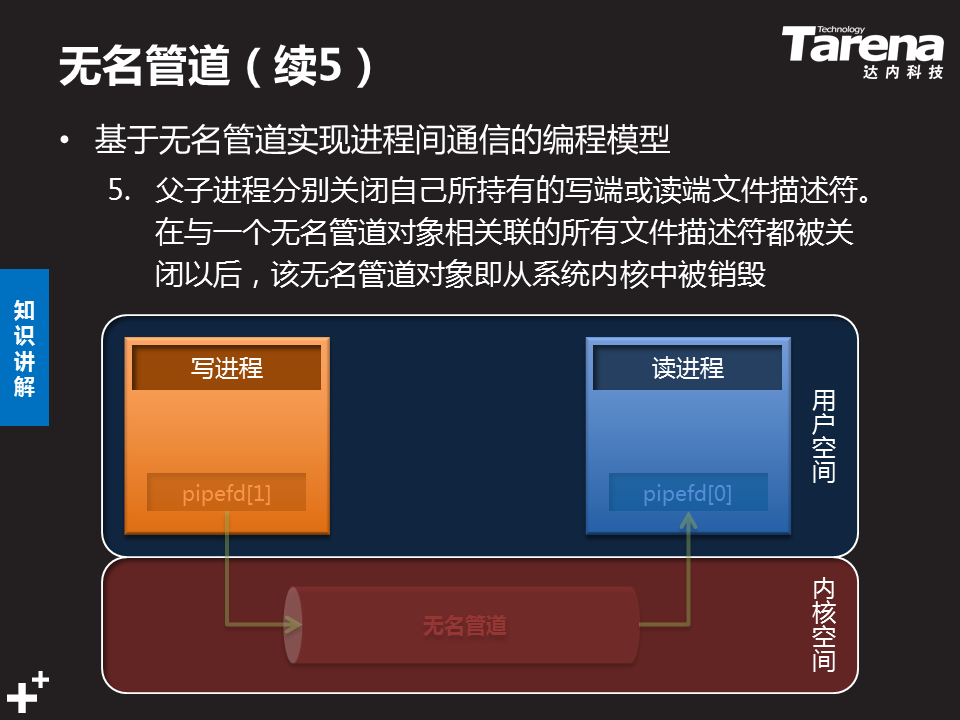 无名管道（续5）
Technology
Tarena
达内科技
• 基于无名管道实现进程间通信的编程模型
5. 父子进程分别关闭自己所持有的写端或读端文件描述符。
在与一个无名管道对象相关联的所有文件描述符都被关
闭以后，该无名管道对象即从系统内核中被销毁
知识讲解
写进程
读进程
用户空间
pipefd[1]
pipefd[0]
无名管道
内核空间